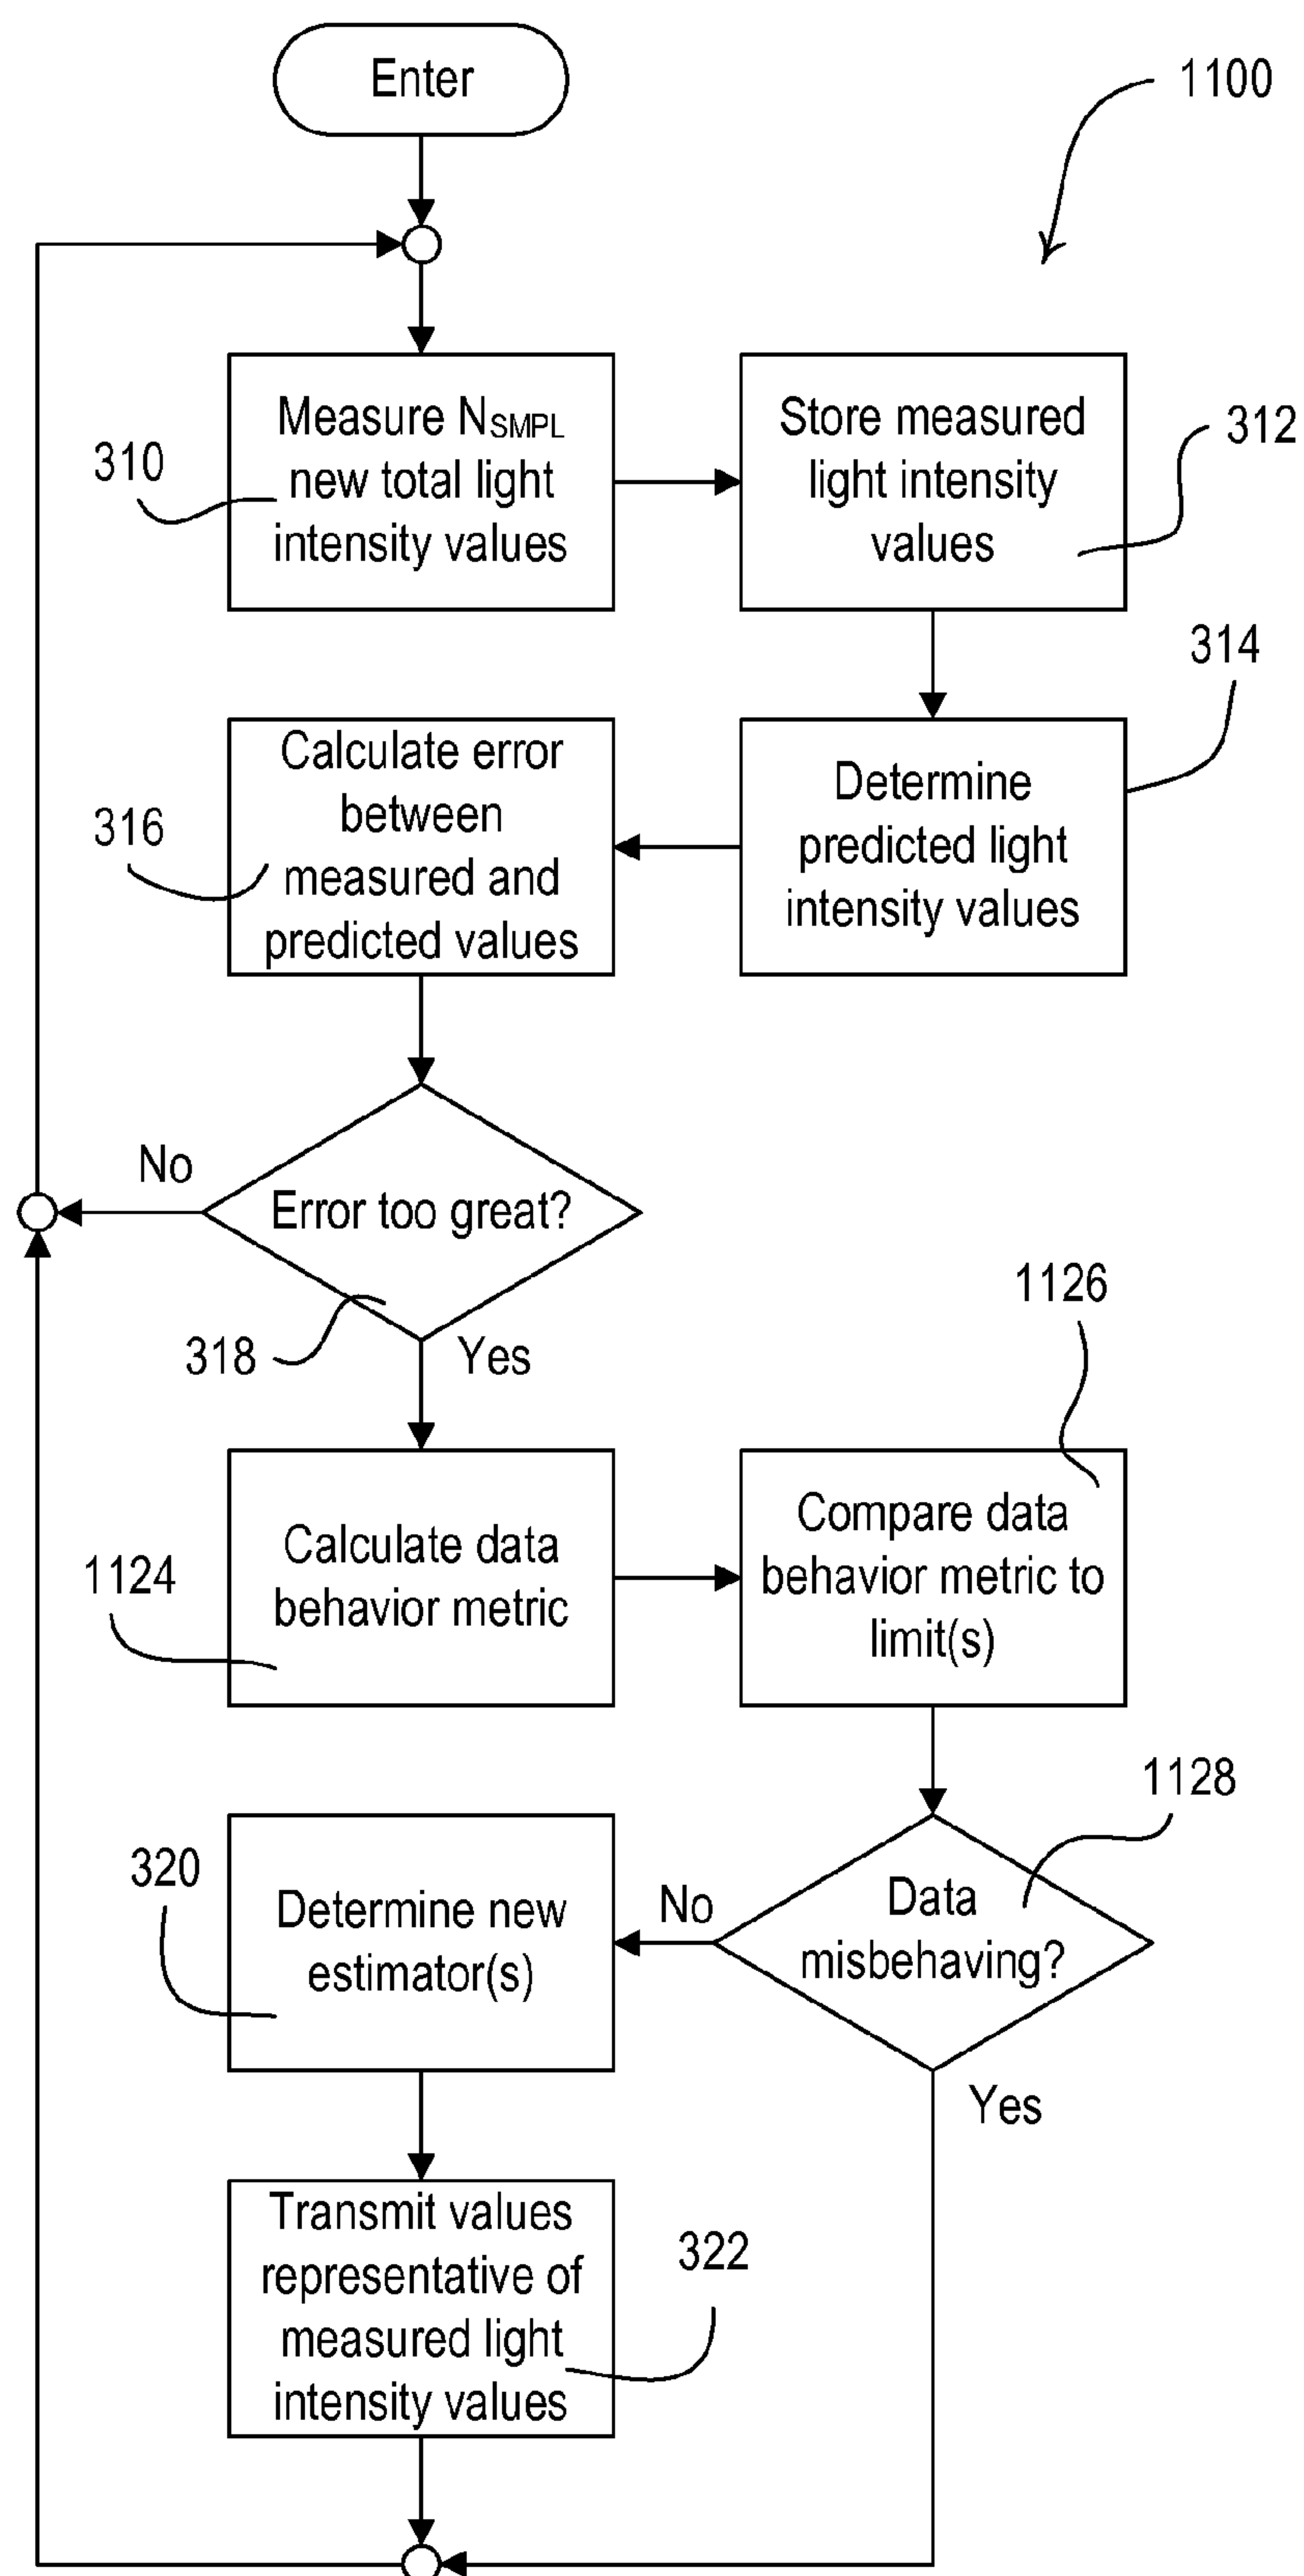 Enter
1100
Measure NSMPL
new total light
intensity values
310
Store measured
light intensity
values
312
314
Determine
predicted light
intensity values
Calculate error
between
measured and
predicted values
316
No
Error too great?
318
Yes
1126
Calculate data
behavior metric
1124
Compare data
behavior metric to
limit(s)
1128
Data
misbehaving?
No
Yes
320
Determine new
estimator(s)
Transmit values
representative of
measured light
intensity values
322